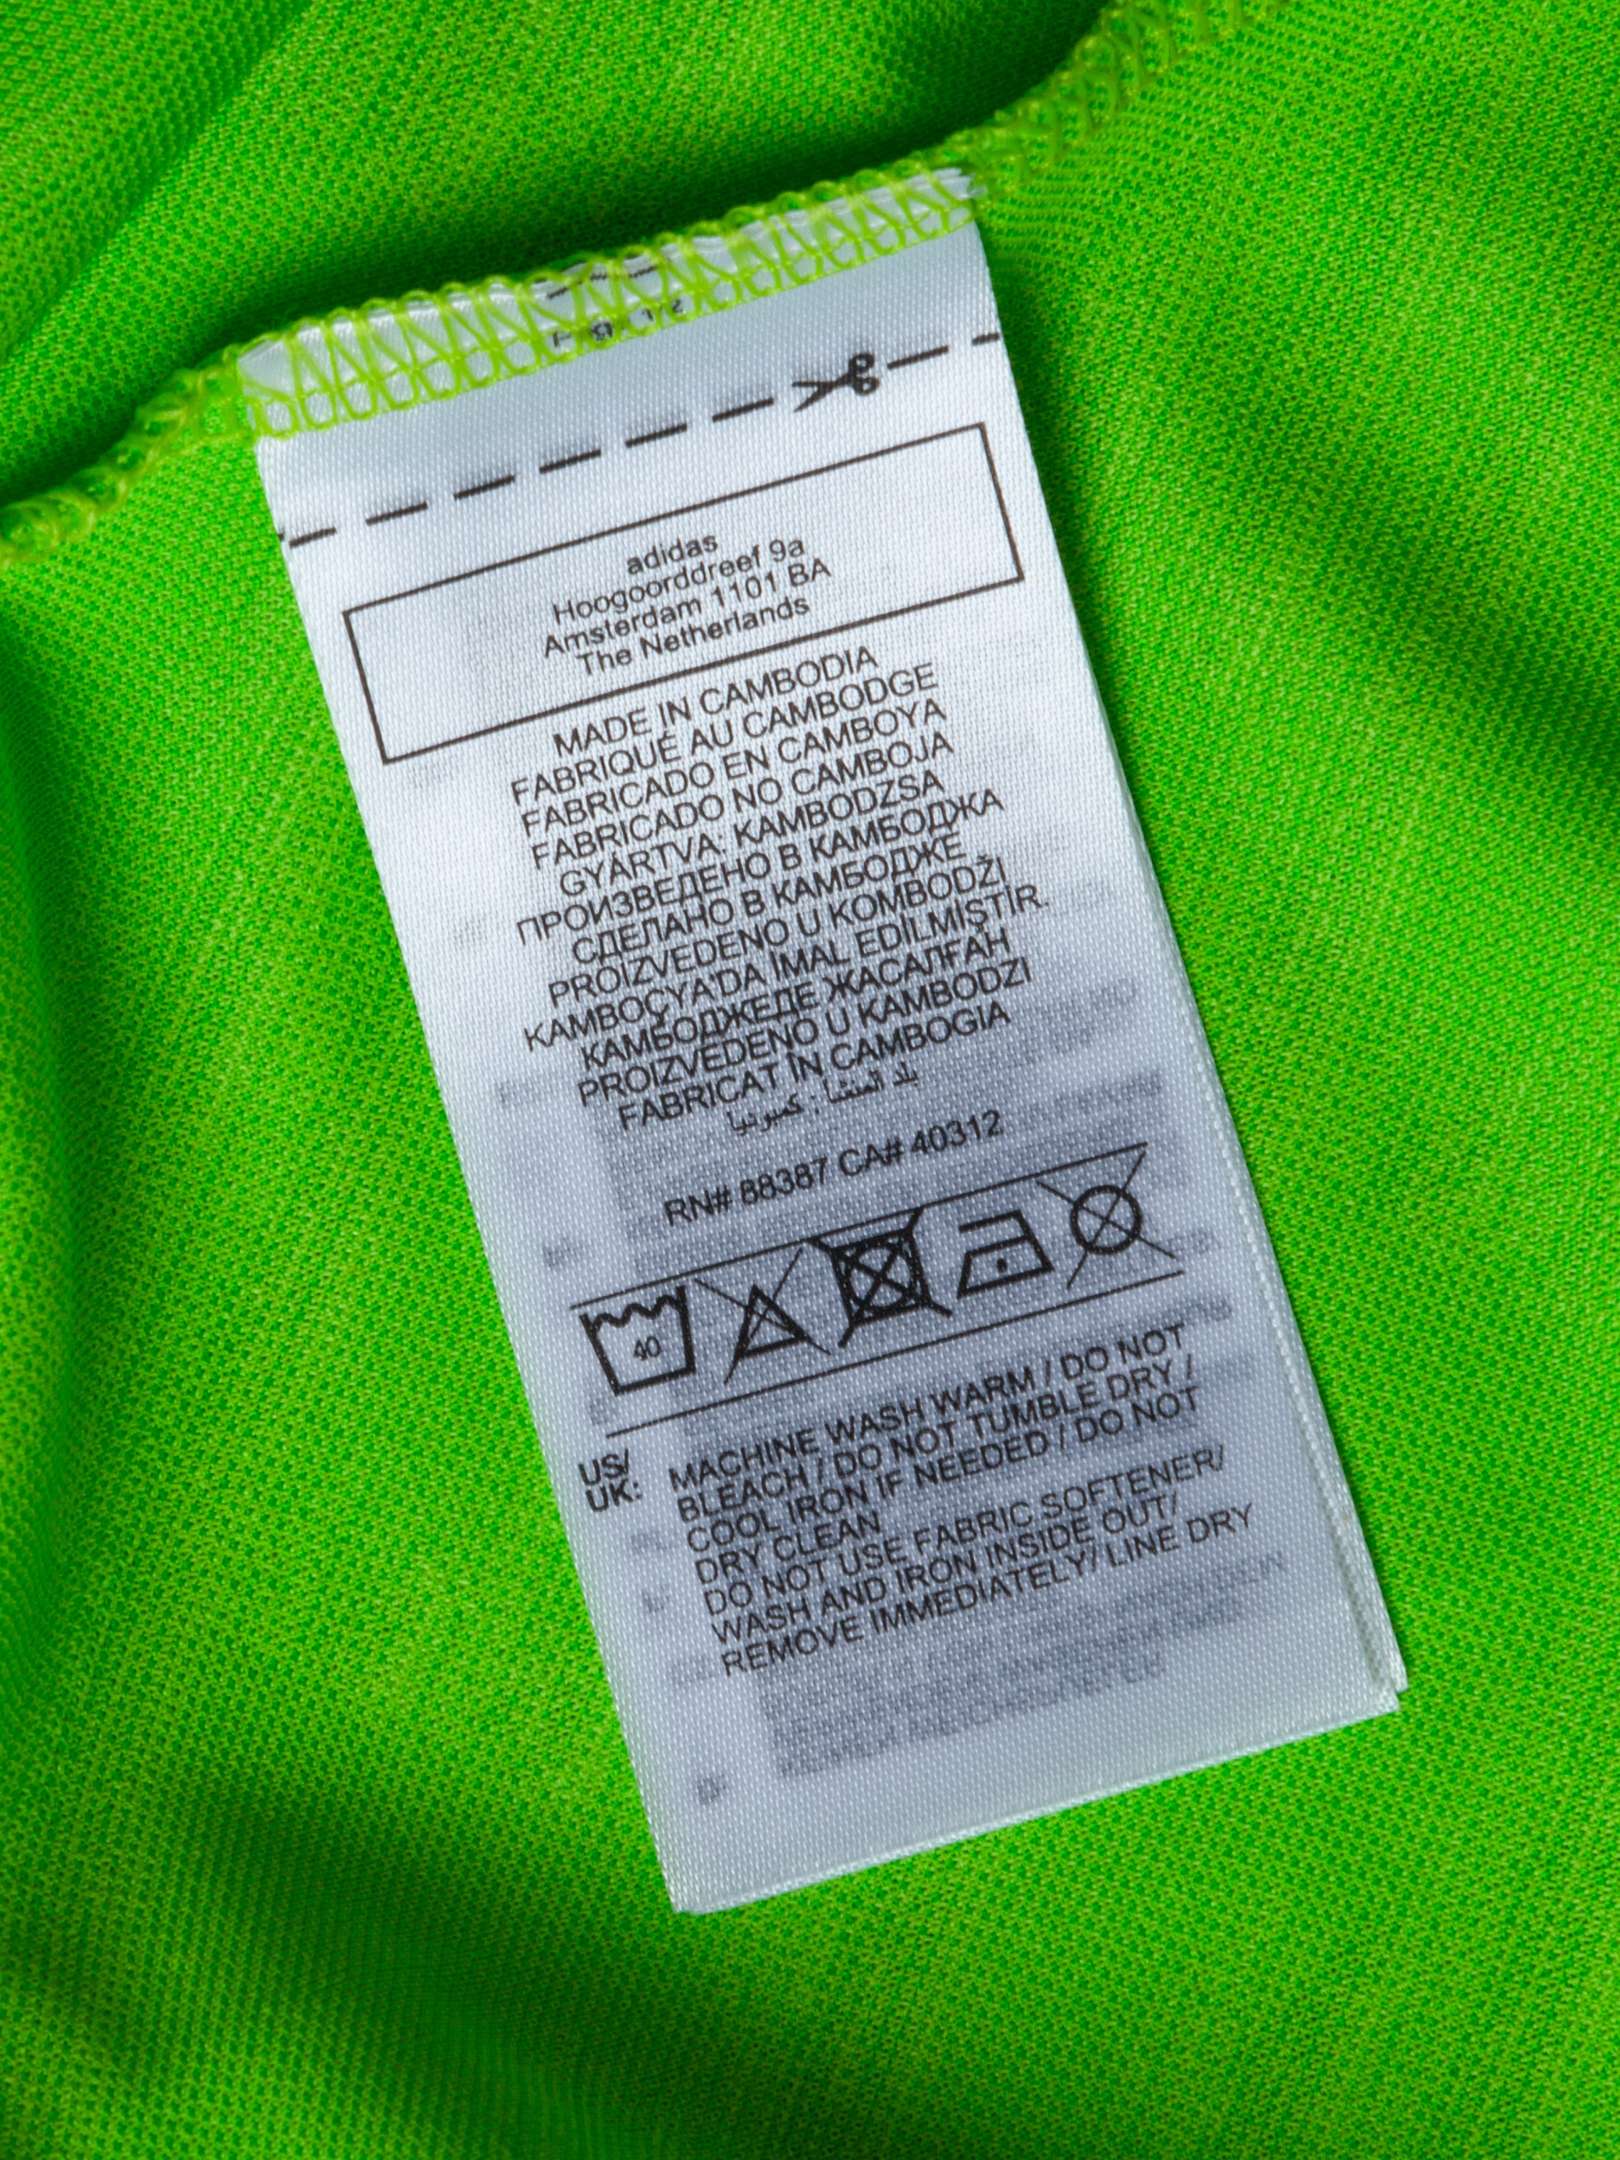 adidas
Hoogoorddreef 9a
Amsterdam 1101 BA
The Netherlands
MADE IN CAMBODIA
FABRIQUÉ AU CAMBODGE
FABRICADO EN CAMBOYA
FABRICADO NO CAMBOJA
GYÁRTVA: KAMBODZSA
ПРОИЗВЕДЕНО В КАМБОДЖА
СДЕЛАНО В КАМБОДЖЕ
PROIZVEDENO U KOMBODŽI
KAMBOÇYA'DA İMAL EDİLMİŞTİR.
КАМБОДЖЕДЕ ЖАСАЛҒАН
PROIZVEDENO U KAMBODZI
FABRICAT ÎN CAMBOGIA
بلد المنشأ : كمبوديا
RN# 88387 CA# 40312
40
US/
UK:
MACHINE WASH WARM / DO NOT
BLEACH / DO NOT TUMBLE DRY /
COOL IRON IF NEEDED / DO NOT
DRY CLEAN
DO NOT USE FABRIC SOFTENER/
WASH AND IRON INSIDE OUT/
REMOVE IMMEDIATELY/ LINE DRY